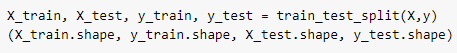 X_train, X_test, y_train, y_test = train_test_split(X,y)
(X_train.shape, y_train.shape, X_test.shape, y_test.shape)